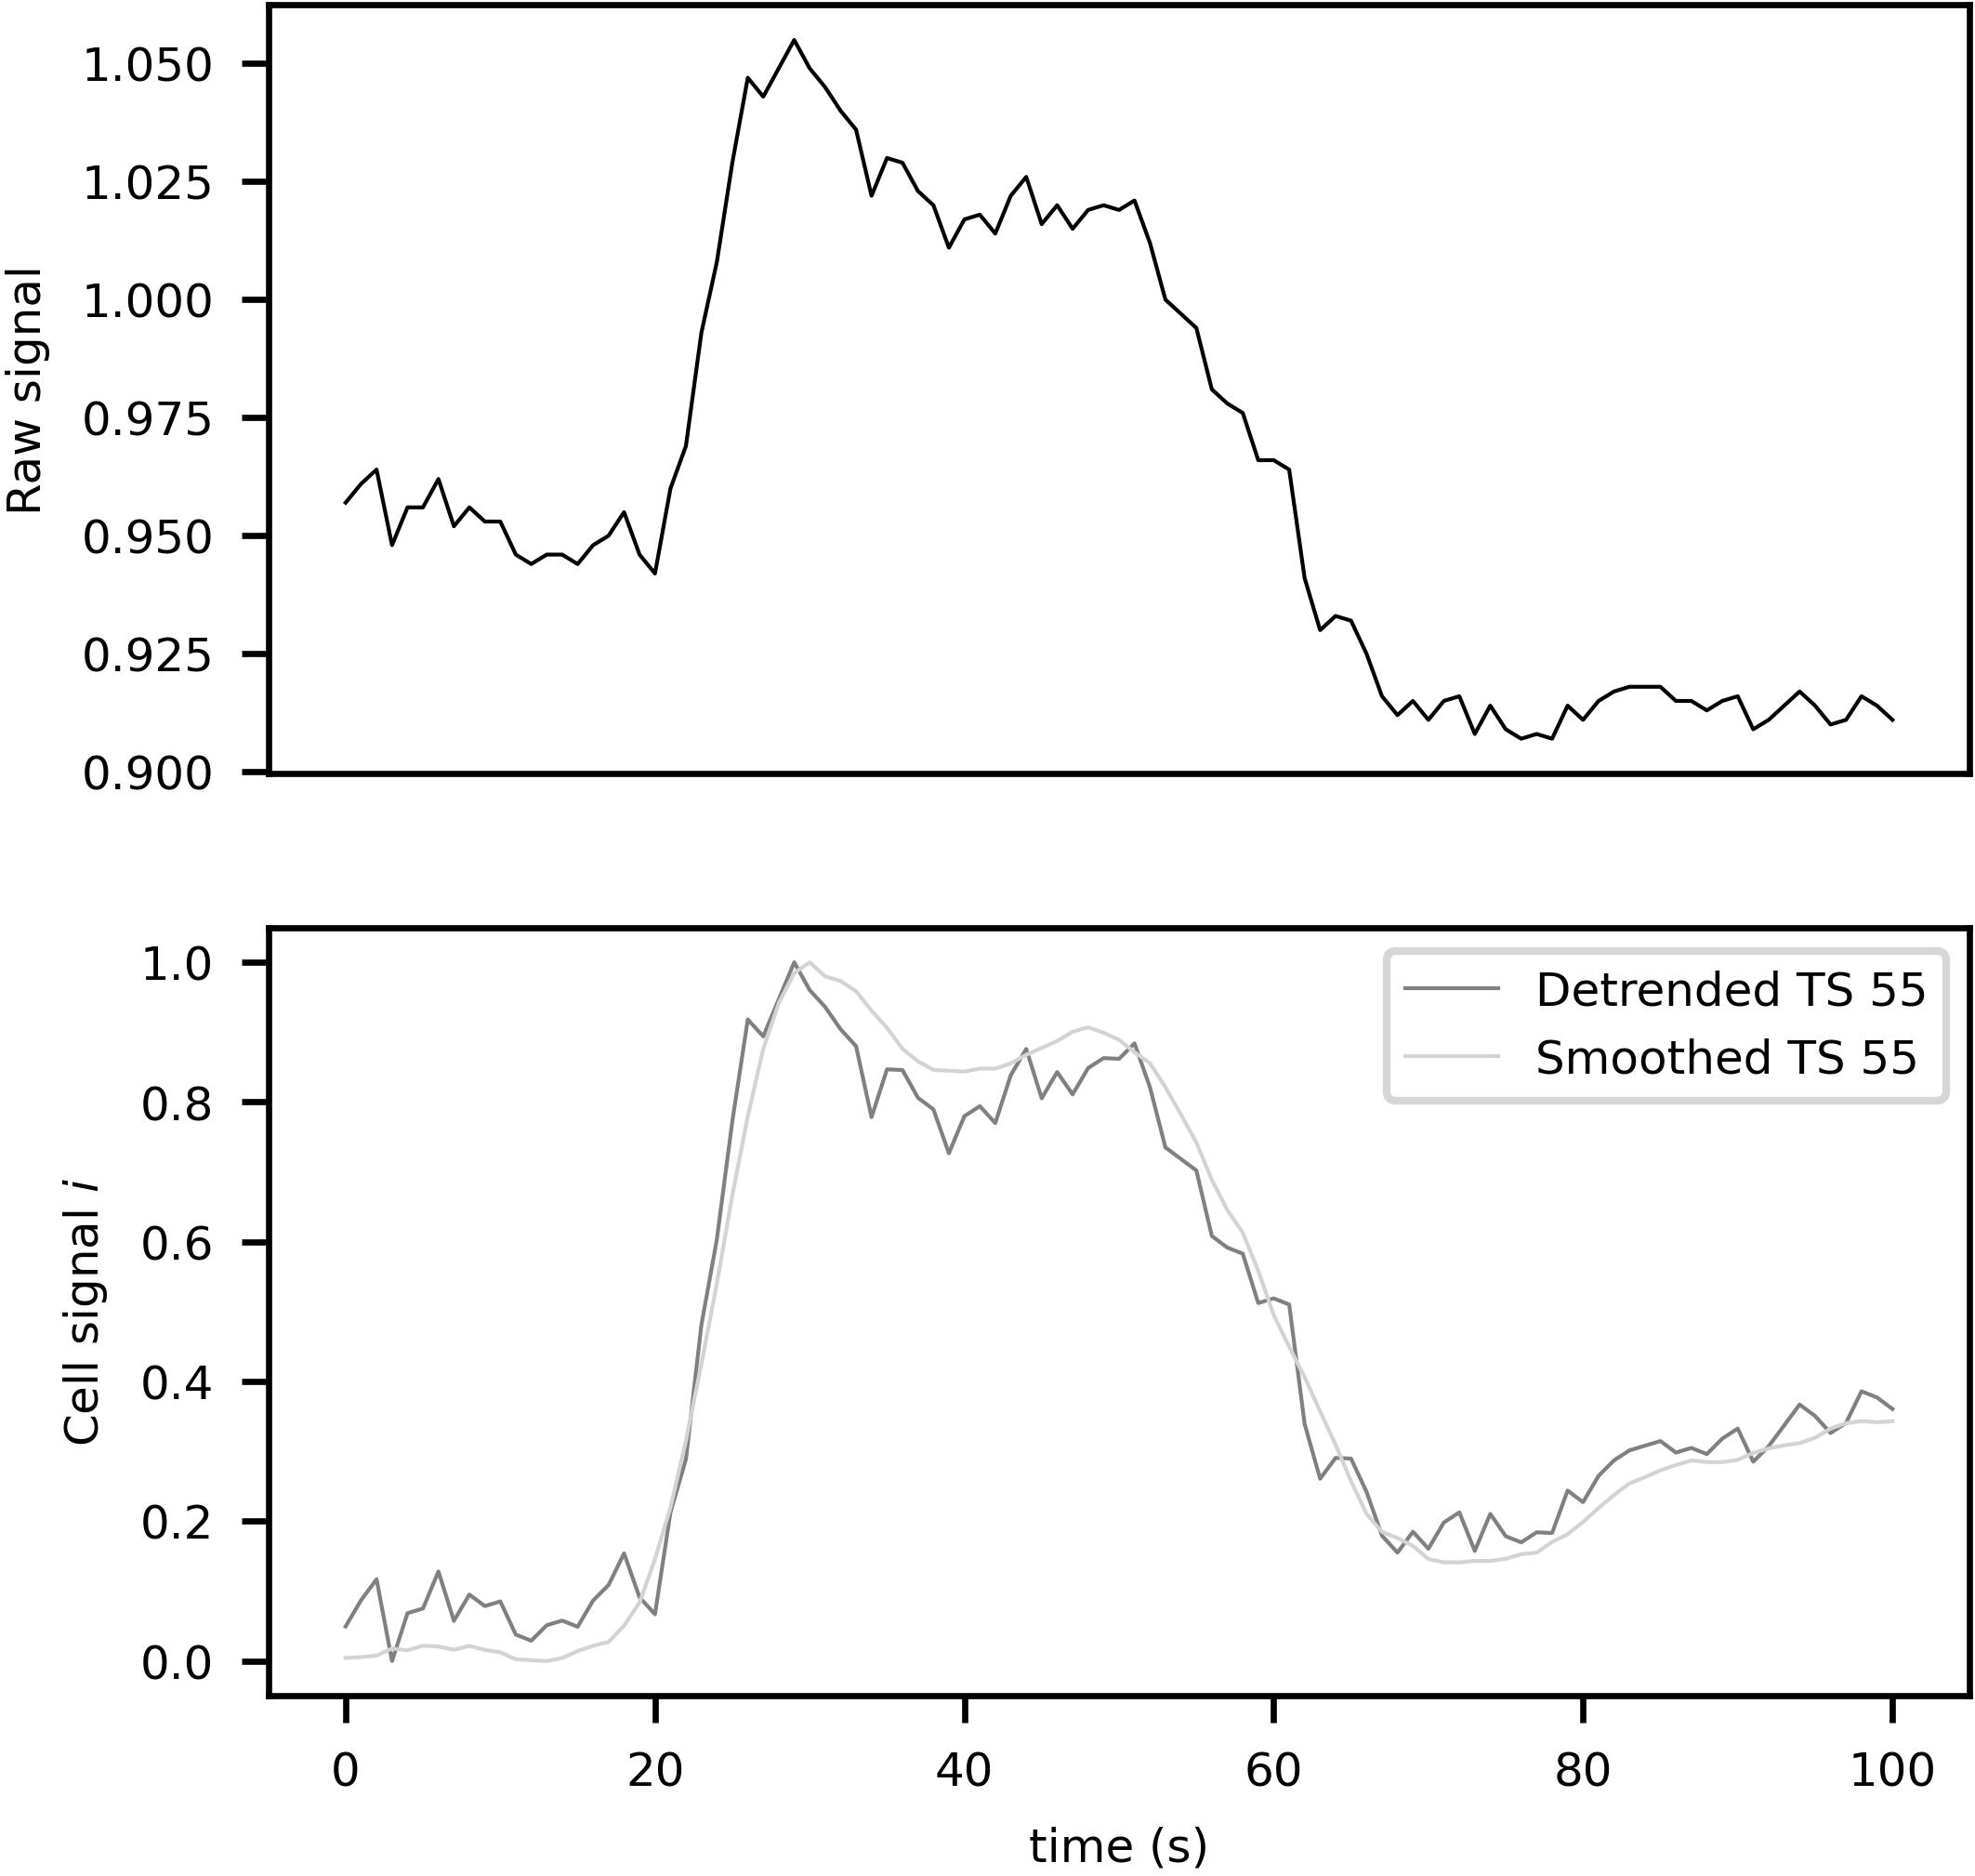 Raw signal
1.050
1.025
1.000
0.975
0.950
0.925
0.900
Cell signal i
1.0
0.8
0.6
0.4
0.2
0.0
Detrended TS 55
Smoothed TS 55
0 20 40 60 80 100
time (s)